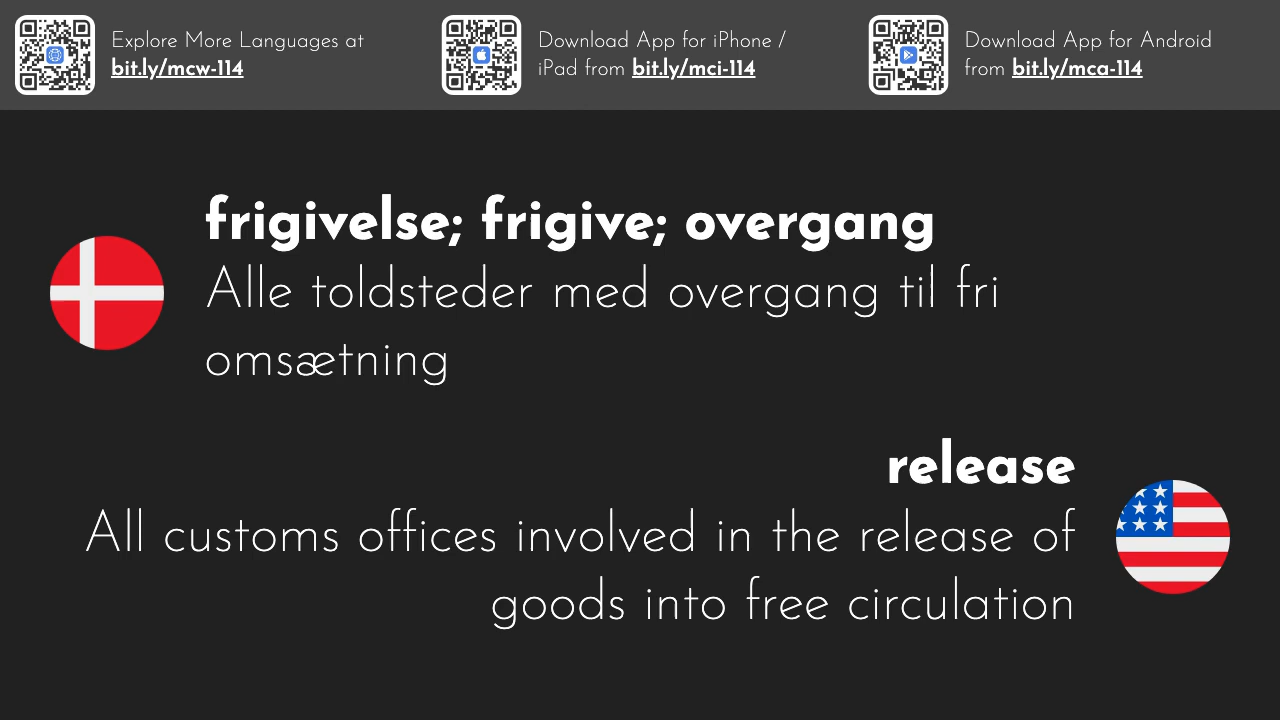 Explore More Languages at
bit.ly/mcw-114
Download App for iPhone /
iPad from bit.ly/mci-114
Download App for Android
from bit.ly/mca-114
frigivelse; frigive; overgang
Alle toldsteder med overgang til fri
omsætning
release
All customs offices involved in the release of
goods into free circulation